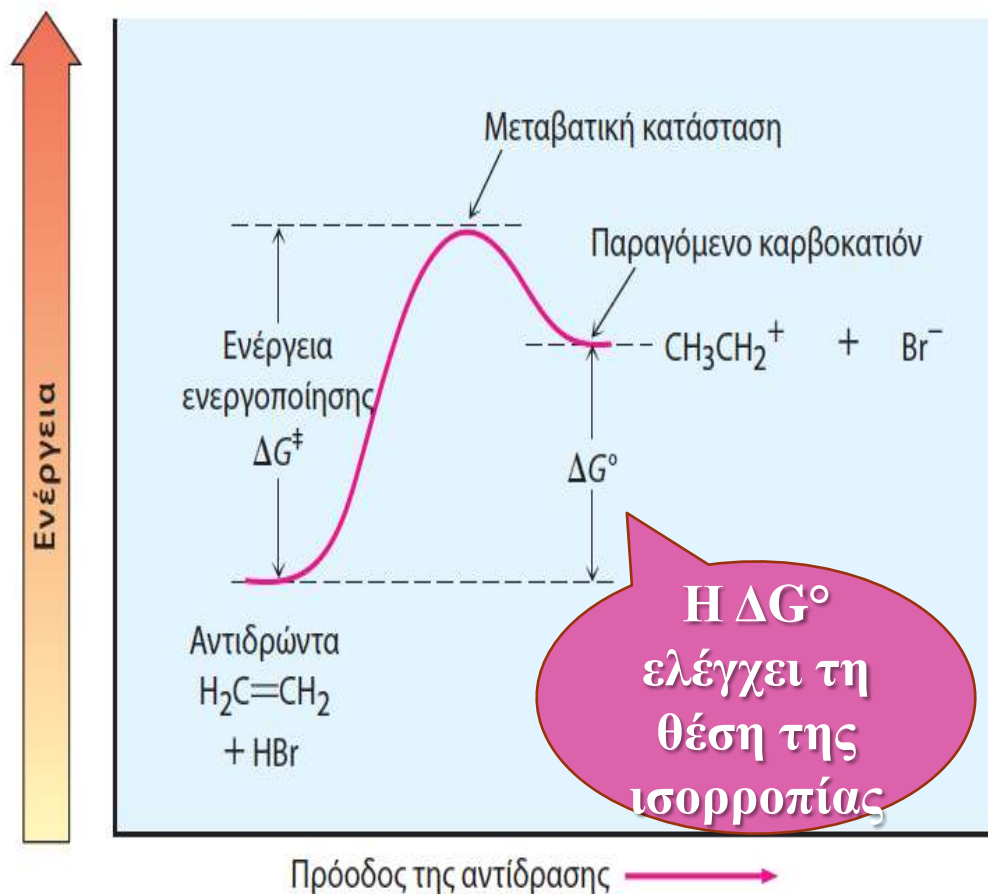 Ενέργεια
Μεταβατική κατάσταση
Παραγόμενο καρβοκατιόν
CH₃CH₂⁺ + Br⁻
Ενέργεια
ενεργοποίησης
ΔG‡
ΔG°
Αντιδρώντα
H₂C=CH₂
+ HBr
Η ΔG°
ελέγχει τη
θέση της
ισορροπίας
Πρόοδος της αντίδρασης